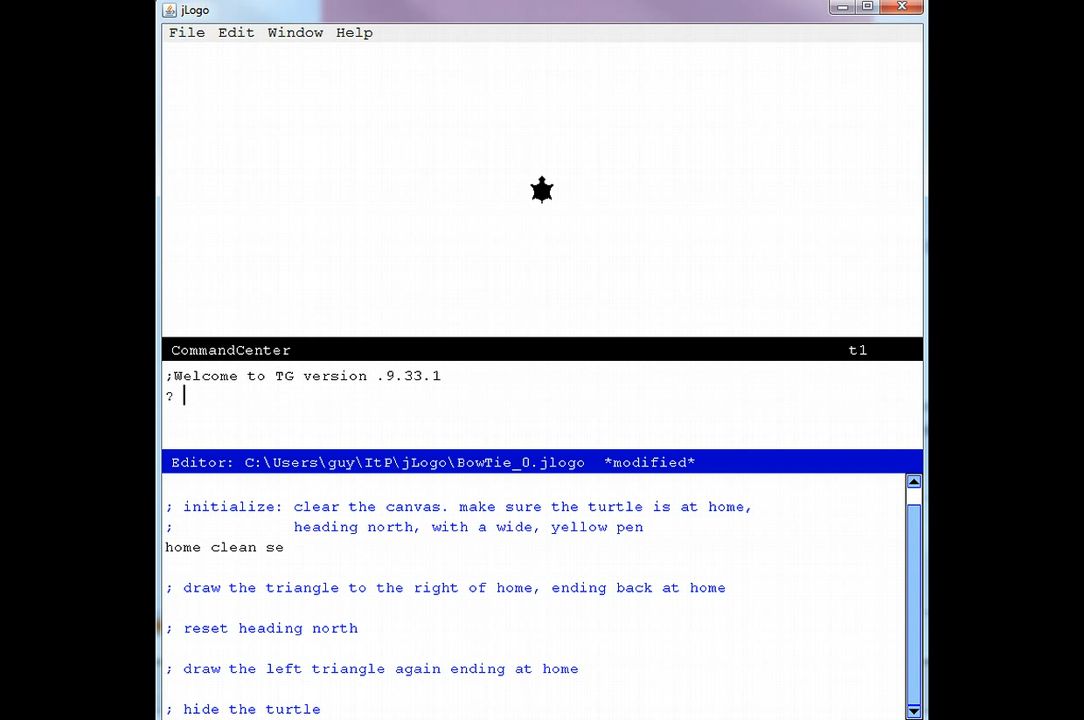 jLogo
File Edit Window Help
CommandCenter t1
;Welcome to TG version .9.33.1
?
Editor: C:\Users\guy\ItP\jLogo\BowTie_0.jlogo *modified*
; initialize: clear the canvas. make sure the turtle is at home,
; heading north, with a wide, yellow pen
home clean se
; draw the triangle to the right of home, ending back at home
; reset heading north
; draw the left triangle again ending at home
; hide the turtle